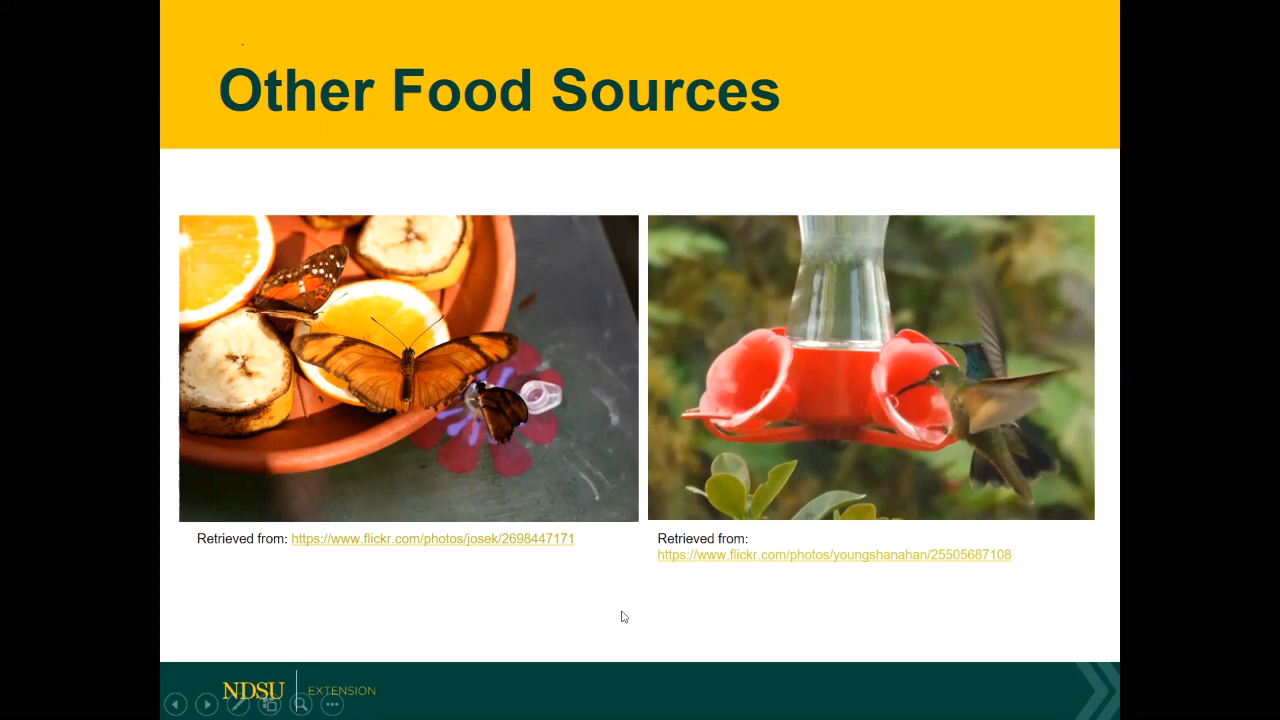 Other Food Sources
Retrieved from: https://www.flickr.com/photos/josek/2698447171
Retrieved from:
https://www.flickr.com/photos/youngshanahan/25505687108
NDSU EXTENSION